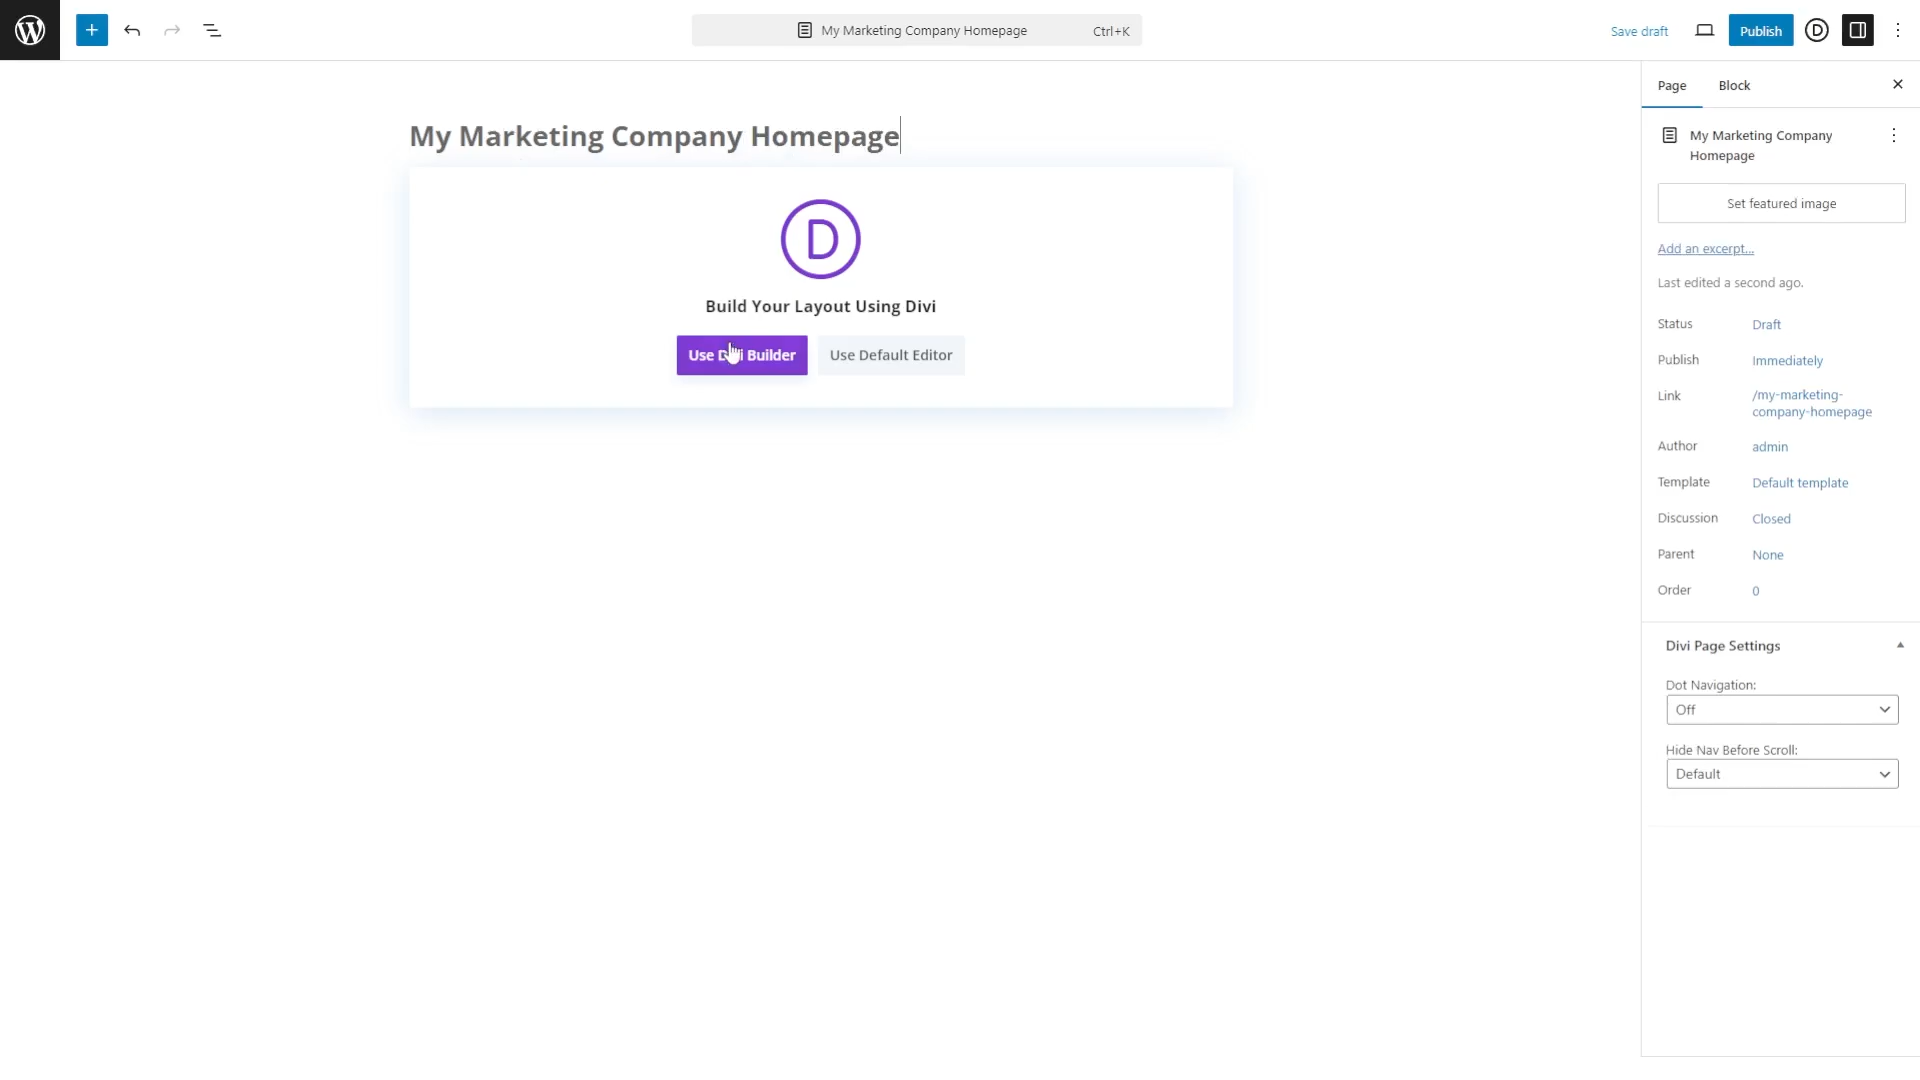 My Marketing Company Homepage
Ctrl+K
Save draft
Publish
Page
Block
My Marketing Company Homepage
My Marketing Company
Homepage
Set featured image
Add an excerpt...
Last edited a second ago.
Build Your Layout Using Divi
Use Divi Builder
Use Default Editor
Status
Draft
Publish
Immediately
Link
/my-marketing-
company-homepage
Author
admin
Template
Default template
Discussion
Closed
Parent
None
Order
0
Divi Page Settings
Dot Navigation:
Off
Hide Nav Before Scroll:
Default